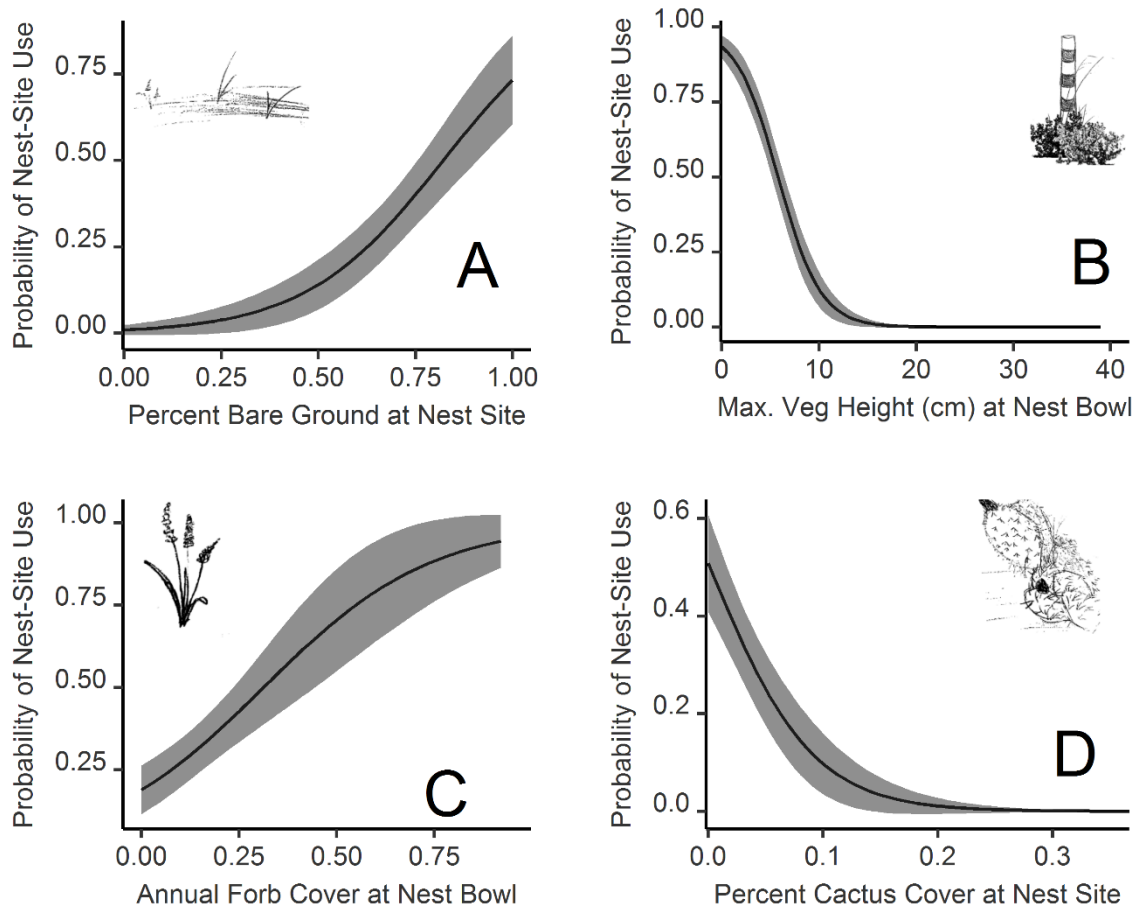 Probability of Nest-Site Use
0.75
0.50
0.25
0.00
A
0.00 0.25 0.50 0.75 1.00
Percent Bare Ground at Nest Site
Probability of Nest-Site Use
1.00
0.75
0.50
0.25
0.00
B
0 10 20 30 40
Max. Veg Height (cm) at Nest Bowl
Probability of Nest-Site Use
1.00
0.75
0.50
0.25
C
0.00 0.25 0.50 0.75
Annual Forb Cover at Nest Bowl
Probability of Nest-Site Use
0.6
0.4
0.2
0.0
D
0.0 0.1 0.2 0.3
Percent Cactus Cover at Nest Site